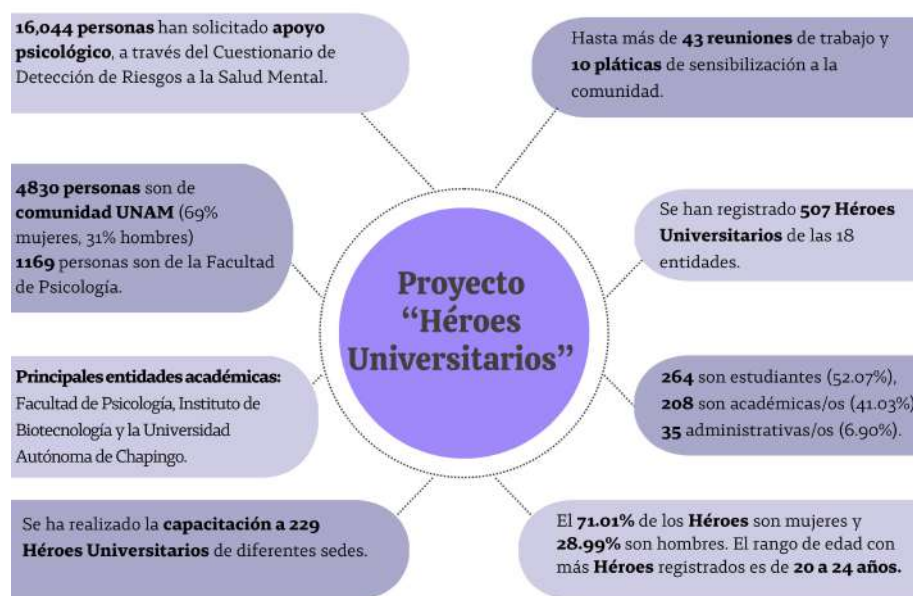 16,044 personas han solicitado apoyo
psicológico, a través del Cuestionario de
Detección de Riesgos a la Salud Mental.
Hasta más de 43 reuniones de trabajo y
10 pláticas de sensibilización a la
comunidad.
4830 personas son de
comunidad UNAM (69%
mujeres, 31% hombres)
1169 personas son de la Facultad
de Psicología.
Se han registrado 507 Héroes
Universitarios de las 18
entidades.
Proyecto
“Héroes
Universitarios”
Principales entidades académicas:
Facultad de Psicología, Instituto de
Biotecnología y la Universidad
Autónoma de Chapingo.
264 son estudiantes (52.07%),
208 son académicas/os (41.03%)
35 administrativas/os (6.90%).
Se ha realizado la capacitación a 229
Héroes Universitarios de diferentes sedes.
El 71.01% de los Héroes son mujeres y
28.99% son hombres. El rango de edad con
más Héroes registrados es de 20 a 24 años.